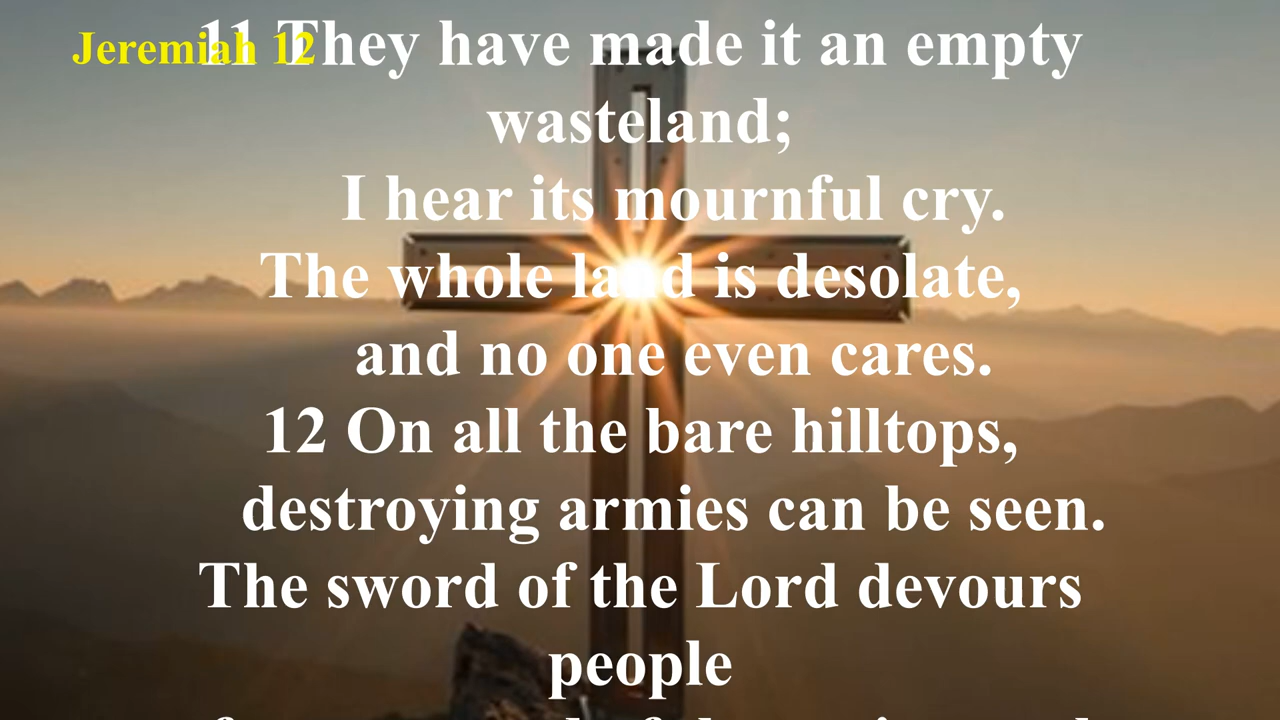 Jeremiah 12
11 They have made it an empty
wasteland;
I hear its mournful cry.
The whole land is desolate,
and no one even cares.
12 On all the bare hilltops,
destroying armies can be seen.
The sword of the Lord devours
people